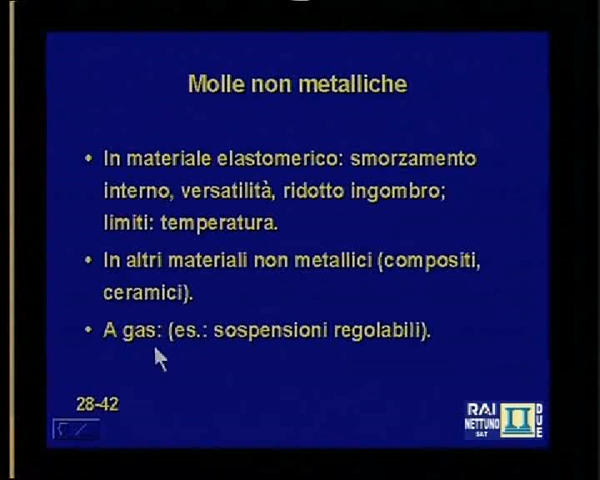 Molle non metalliche
• In materiale elastomerico: smorzamento
interno, versatilità, ridotto ingombro;
limiti: temperatura.
• In altri materiali non metallici (compositi,
ceramici).
• A gas: (es.: sospensioni regolabili).
28-42
RAI
NETTUNO
SAT
DUE